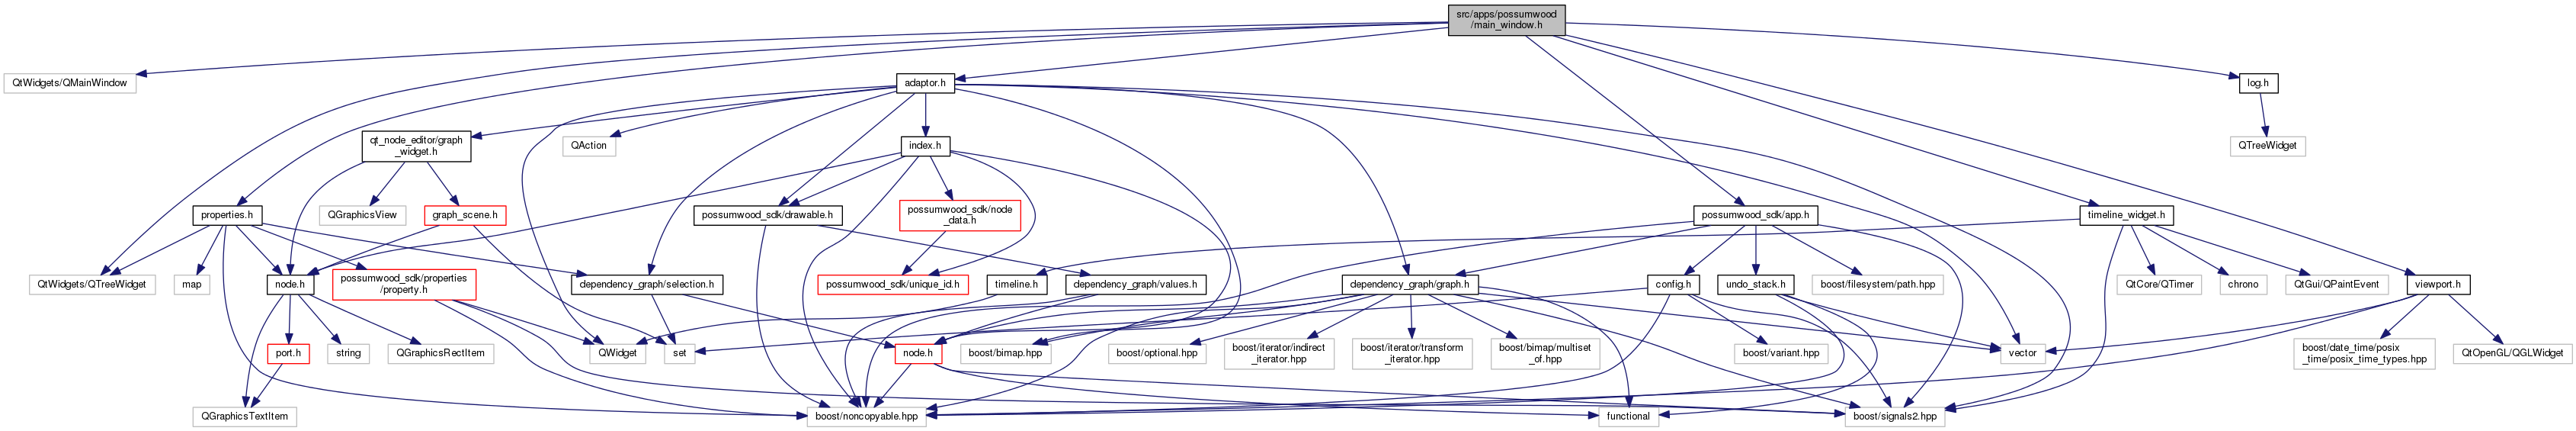 src/apps/possumwood
/main_window.h
QtWidgets/QMainWindow
adaptor.h
log.h
qt_node_editor/graph
_widget.h
QAction
index.h
QTreeWidget
properties.h
QGraphicsView
graph_scene.h
possumwood_sdk/drawable.h
possumwood_sdk/node
_data.h
possumwood_sdk/app.h
timeline_widget.h
QtWidgets/QTreeWidget
map
node.h
possumwood_sdk/properties
/property.h
dependency_graph/selection.h
possumwood_sdk/unique_id.h
timeline.h
dependency_graph/values.h
dependency_graph/graph.h
config.h
undo_stack.h
boost/filesystem/path.hpp
QtCore/QTimer
chrono
QtGui/QPaintEvent
viewport.h
port.h
string
QGraphicsRectItem
QWidget
set
node.h
boost/bimap.hpp
boost/optional.hpp
boost/iterator/indirect
_iterator.hpp
boost/iterator/transform
_iterator.hpp
boost/bimap/multiset
_of.hpp
boost/variant.hpp
vector
boost/date_time/posix
_time/posix_time_types.hpp
QtOpenGL/QGLWidget
QGraphicsTextItem
boost/noncopyable.hpp
functional
boost/signals2.hpp